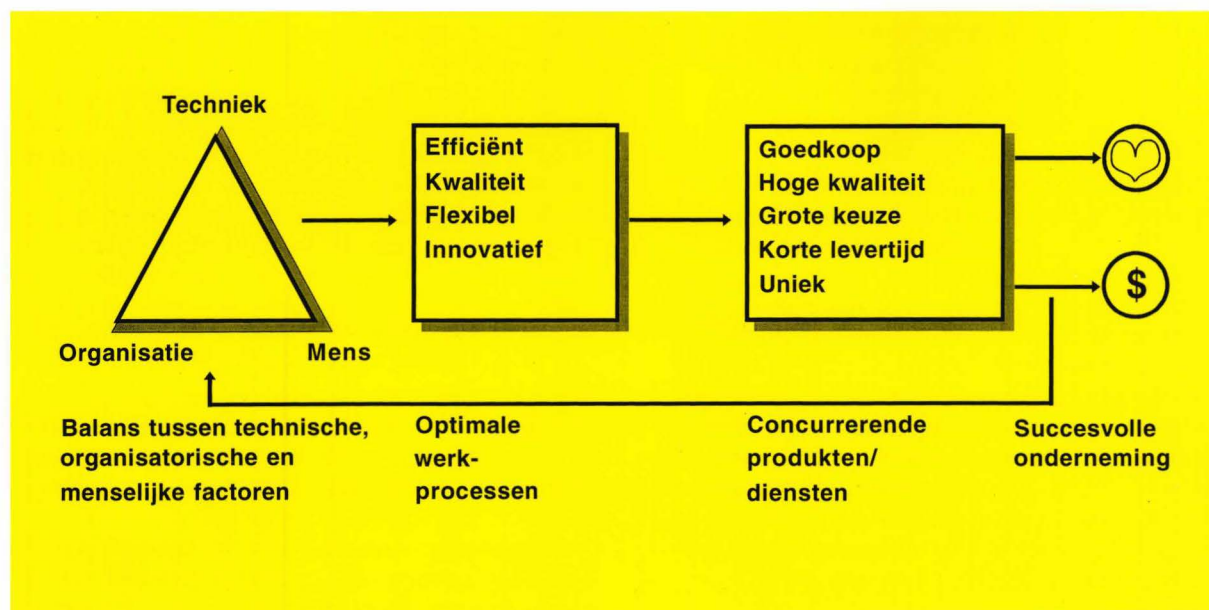 Techniek
Organisatie
Mens
Efficiënt
Kwaliteit
Flexibel
Innovatief
Goedkoop
Hoge kwaliteit
Grote keuze
Korte levertijd
Uniek
$
Balans tussen technische,
organisatorische en
menselijke factoren
Optimale
werk-
processen
Concurrerende
produkten/
diensten
Succesvolle
onderneming